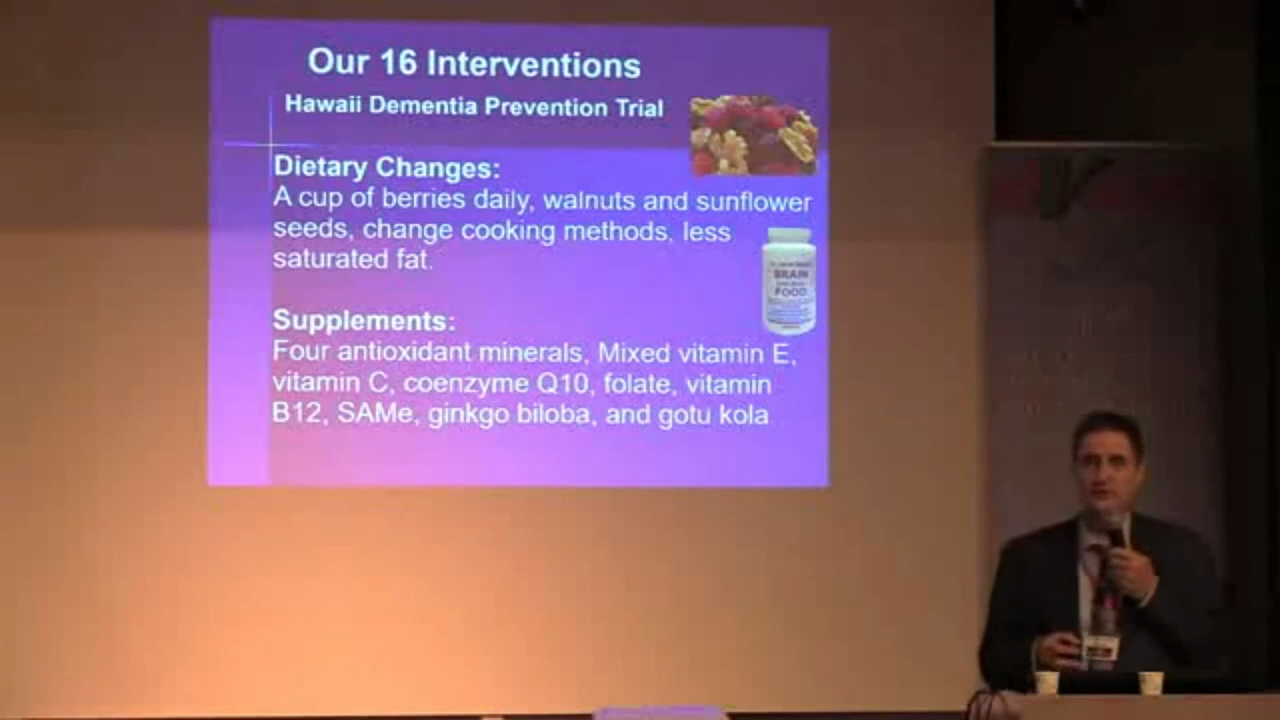 Our 16 Interventions
Hawaii Dementia Prevention Trial
Dietary Changes:
A cup of berries daily, walnuts and sunflower
seeds, change cooking methods, less
saturated fat.
BRAIN
FOOD
Supplements:
Four antioxidant minerals, Mixed vitamin E,
vitamin C, coenzyme Q10, folate, vitamin
B12, SAMe, ginkgo biloba, and gotu kola